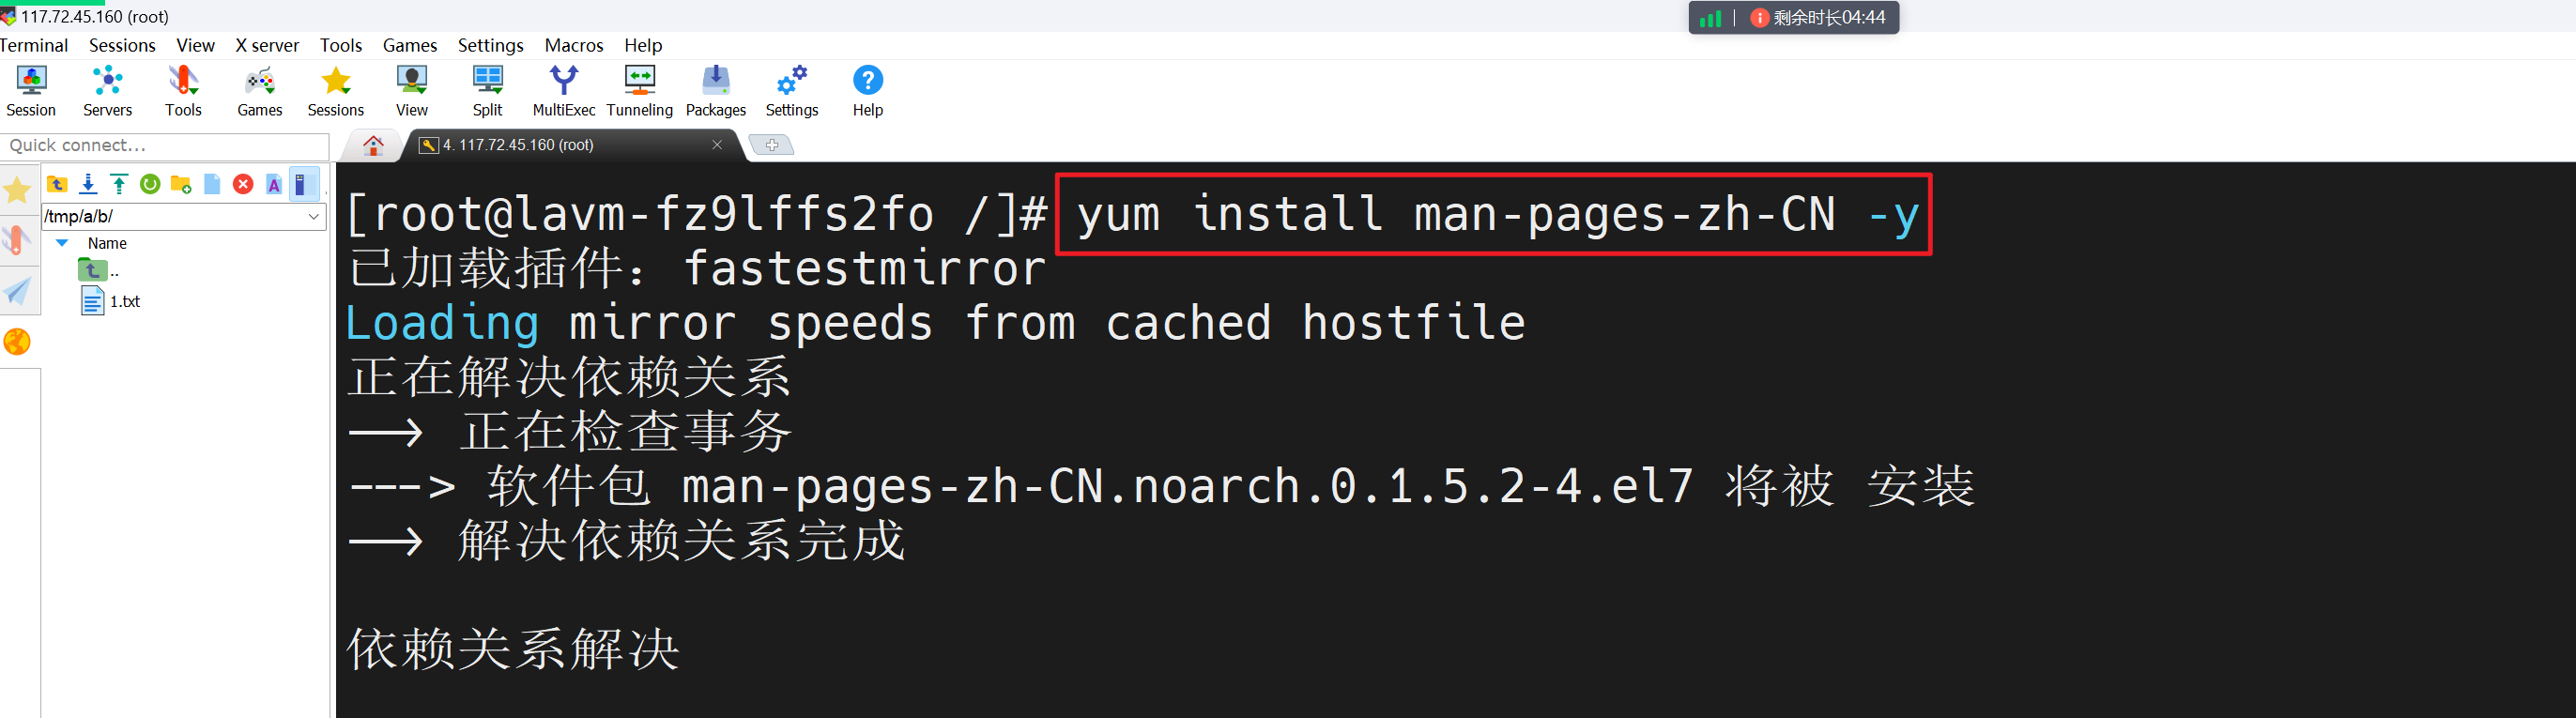 117.72.45.160 (root)
剩余时长04:44
Terminal Sessions View X server Tools Games Settings Macros Help
Session Servers Tools Games Sessions View Split MultiExec Tunneling Packages Settings Help
Quick connect...
4. 117.72.45.160 (root)
/tmp/a/b/
Name
..
1.txt
[root@lavm-fz9lffs2fo /]# yum install man-pages-zh-CN -y
已加载插件：fastestmirror
Loading mirror speeds from cached hostfile
正在解决依赖关系
--> 正在检查事务
---> 软件包 man-pages-zh-CN.noarch.0.1.5.2-4.el7 将被 安装
--> 解决依赖关系完成
依赖关系解决